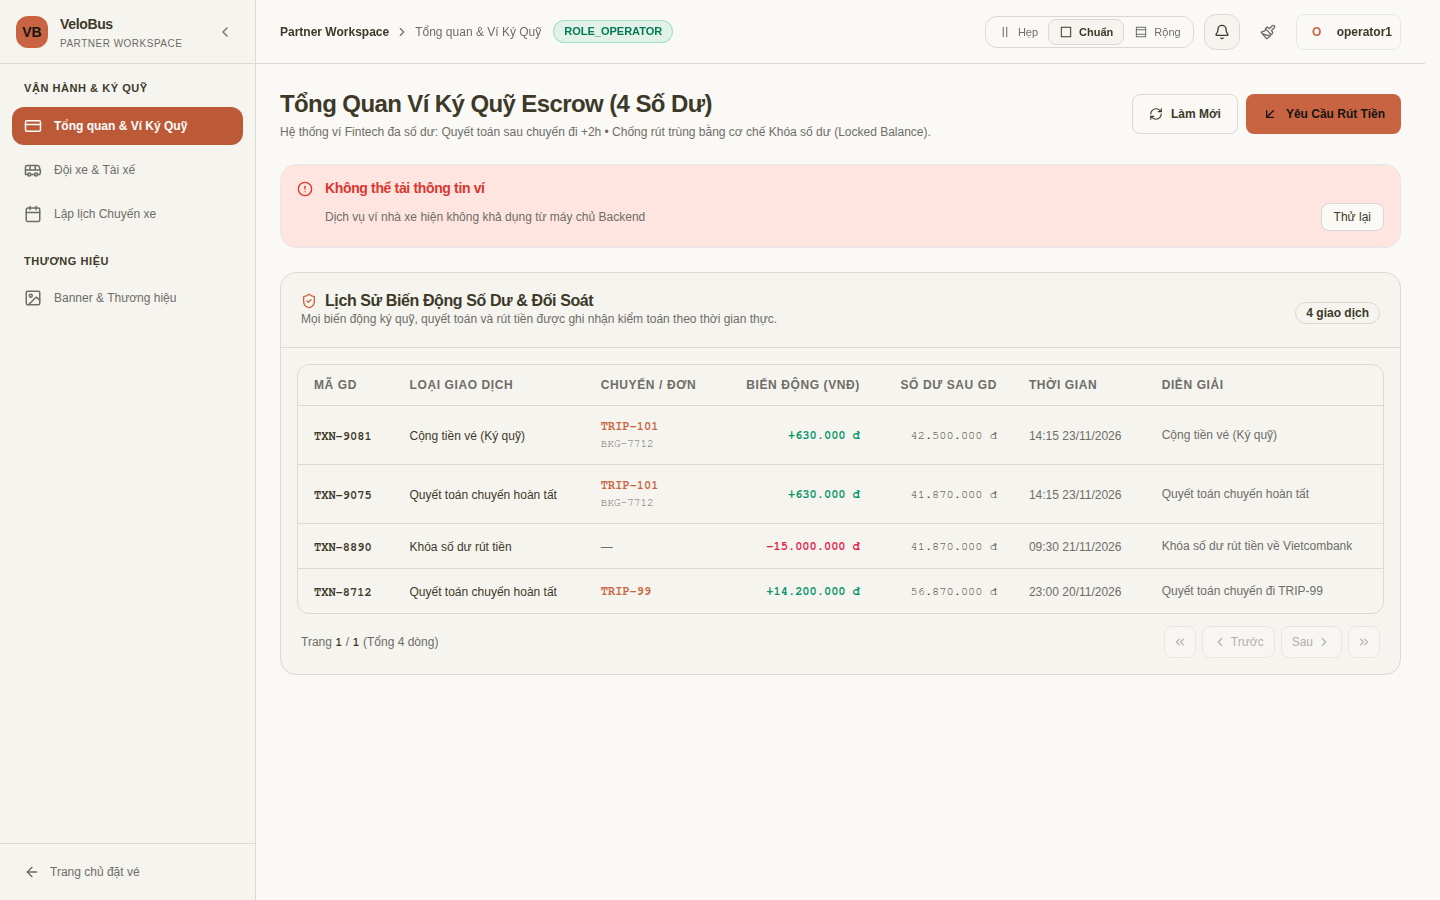 VB
VeloBus
PARTNER WORKSPACE
VẬN HÀNH & KÝ QUỸ
Tổng quan & Ví Ký Quỹ
Đội xe & Tài xế
Lập lịch Chuyến xe
THƯƠNG HIỆU
Banner & Thương hiệu
Trang chủ đặt vé
Partner Workspace > Tổng quan & Ví Ký Quỹ ROLE_OPERATOR
Hẹp Chuẩn Rộng O operator1
Tổng Quan Ví Ký Quỹ Escrow (4 Số Dư)
Hệ thống ví Fintech đa số dư: Quyết toán sau chuyến đi +2h • Chống rút trùng bằng cơ chế Khóa số dư (Locked Balance).
Làm Mới Yêu Cầu Rút Tiền
Không thể tải thông tin ví
Dịch vụ ví nhà xe hiện không khả dụng từ máy chủ Backend
Thử lại
Lịch Sử Biến Động Số Dư & Đối Soát
Mọi biến động ký quỹ, quyết toán và rút tiền được ghi nhận kiểm toán theo thời gian thực.
4 giao dịch
MÃ GD LOẠI GIAO DỊCH CHUYẾN / ĐƠN BIẾN ĐỘNG (VNĐ) SỐ DƯ SAU GD THỜI GIAN DIỄN GIẢI
TXN-9081 Cộng tiền vé (Ký quỹ) TRIP-101 +630.000 đ 42.500.000 đ 14:15 23/11/2026 Cộng tiền vé (Ký quỹ)
BKG-7712
TXN-9075 Quyết toán chuyến hoàn tất TRIP-101 +630.000 đ 41.870.000 đ 14:15 23/11/2026 Quyết toán chuyến hoàn tất
BKG-7712
TXN-8890 Khóa số dư rút tiền — -15.000.000 đ 41.870.000 đ 09:30 21/11/2026 Khóa số dư rút tiền về Vietcombank
TXN-8712 Quyết toán chuyến hoàn tất TRIP-99 +14.200.000 đ 56.870.000 đ 23:00 20/11/2026 Quyết toán chuyến đi TRIP-99
Trang 1 / 1 (Tổng 4 dòng)
Trước Sau